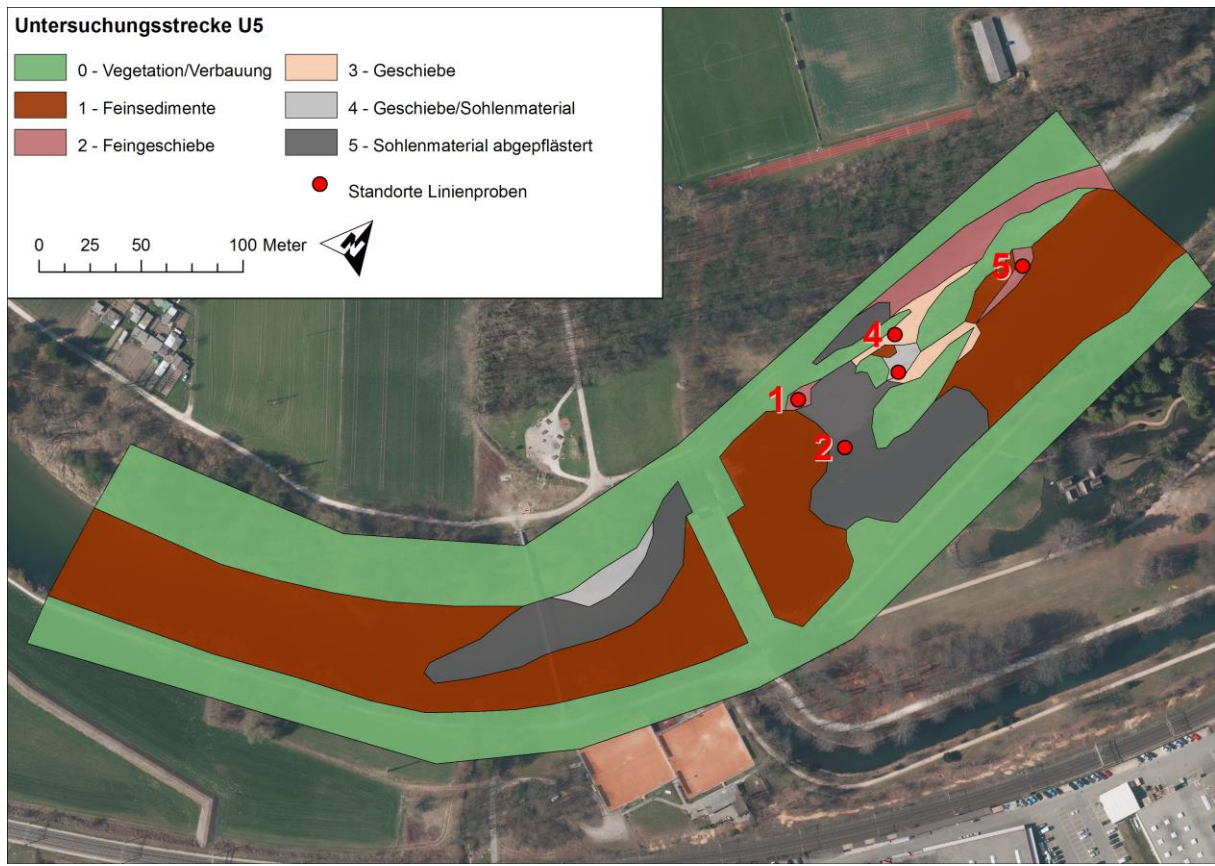 Untersuchungsstrecke U5
0 - Vegetation/Verbauung
1 - Feinsedimente
2 - Feingeschiebe
3 - Geschiebe
4 - Geschiebe/Sohlenmaterial
5 - Sohlenmaterial abgepflästert
Standorte Linienproben
0 25 50 100 Meter
N
5
4
1
2